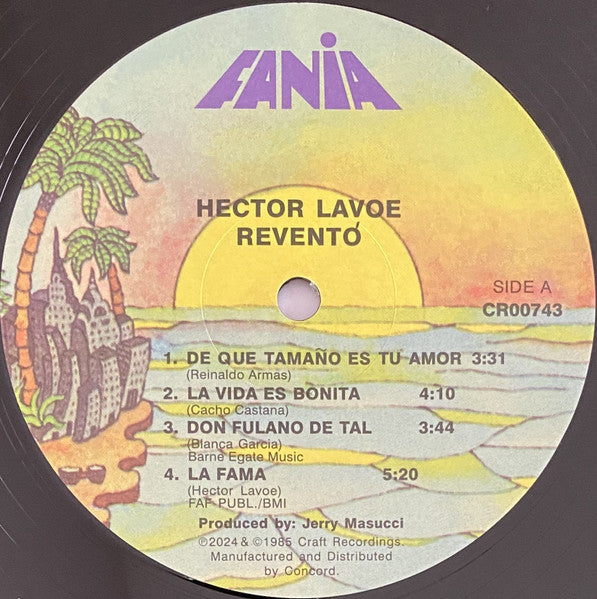 FANIA
HECTOR LAVOE
REVENTÓ
SIDE A
CR00743
1. DE QUE TAMAÑO ES TU AMOR 3:31
(Reinaldo Armas)
2. LA VIDA ES BONITA 4:10
(Cacho Castana)
3. DON FULANO DE TAL 3:44
(Blanca Garcia)
Barne Egate Music
4. LA FAMA 5:20
(Hector Lavoe)
FAF PUBL./BMI
Produced by: Jerry Masucci
℗2024 & ©1985 Craft Recordings.
Manufactured and Distributed
by Concord.